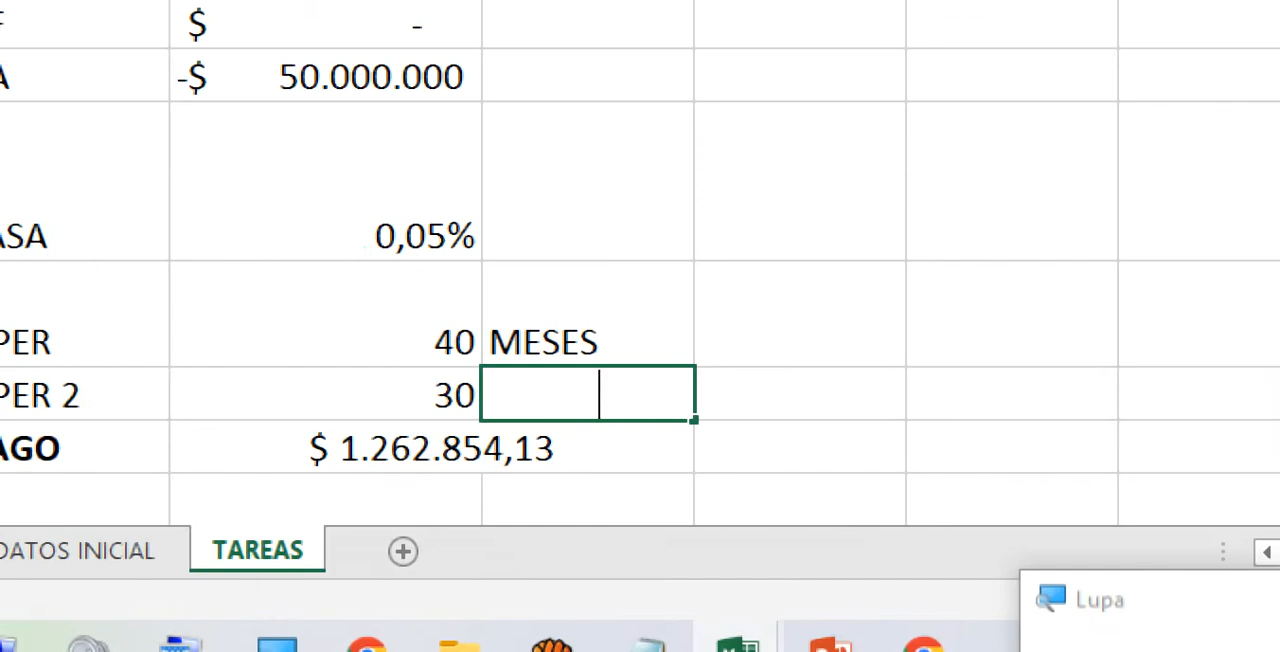 F $ -
A -$ 50.000.000
ASA 0,05%
PER 40 MESES
PER 2 30
AGO $ 1.262.854,13
DATOS INICIAL TAREAS
Lupa